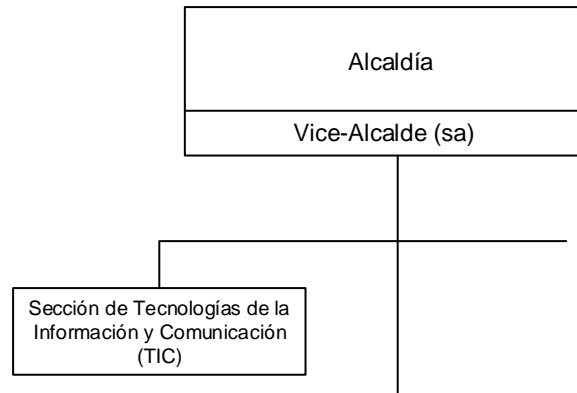 Alcaldía
Vice-Alcalde (sa)
Sección de Tecnologías de la
Información y Comunicación
(TIC)